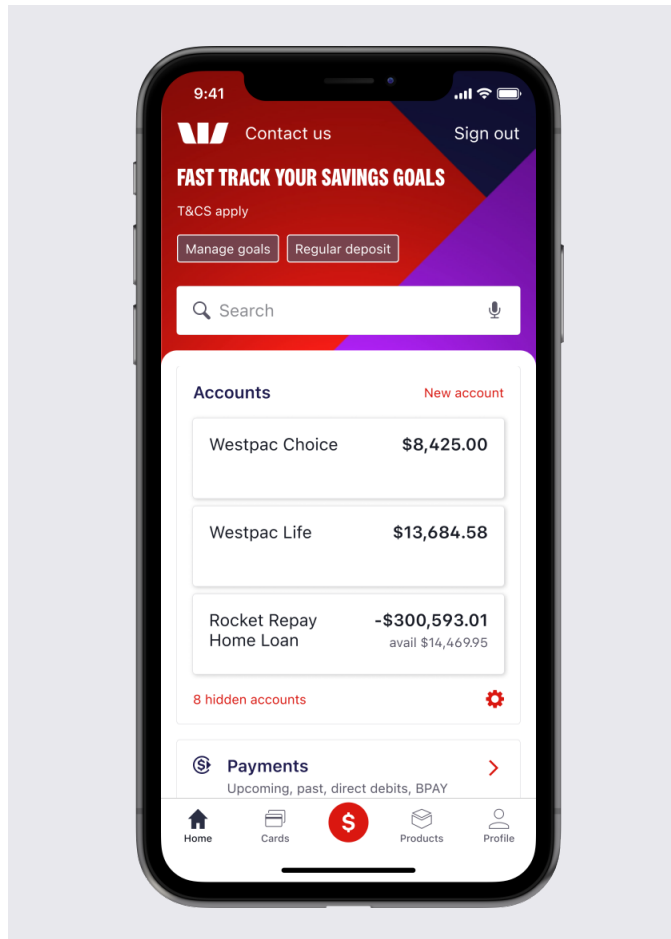 9:41
Contact us
Sign out
FAST TRACK YOUR SAVINGS GOALS
T&CS apply
Manage goals
Regular deposit
Search
Accounts
New account
Westpac Choice
$8,425.00
Westpac Life
$13,684.58
Rocket Repay
Home Loan
-$300,593.01
avail $14,469.95
8 hidden accounts
Payments
Upcoming, past, direct debits, BPAY
$
Home
Cards
Products
Profile